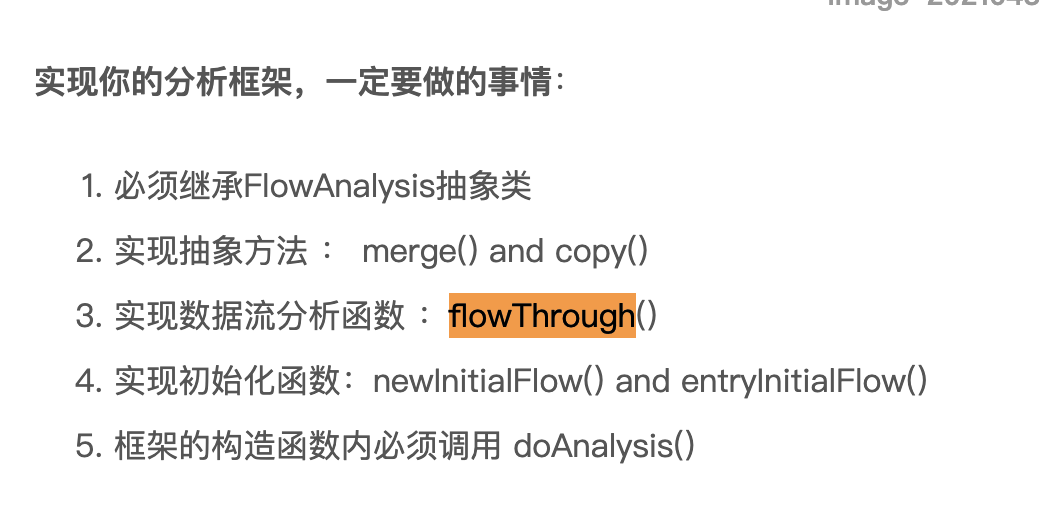 实现你的分析框架，一定要做的事情：
1. 必须继承FlowAnalysis抽象类
2. 实现抽象方法： merge() and copy()
3. 实现数据流分析函数：flowThrough()
4. 实现初始化函数：newInitialFlow() and entryInitialFlow()
5. 框架的构造函数内必须调用 doAnalysis()